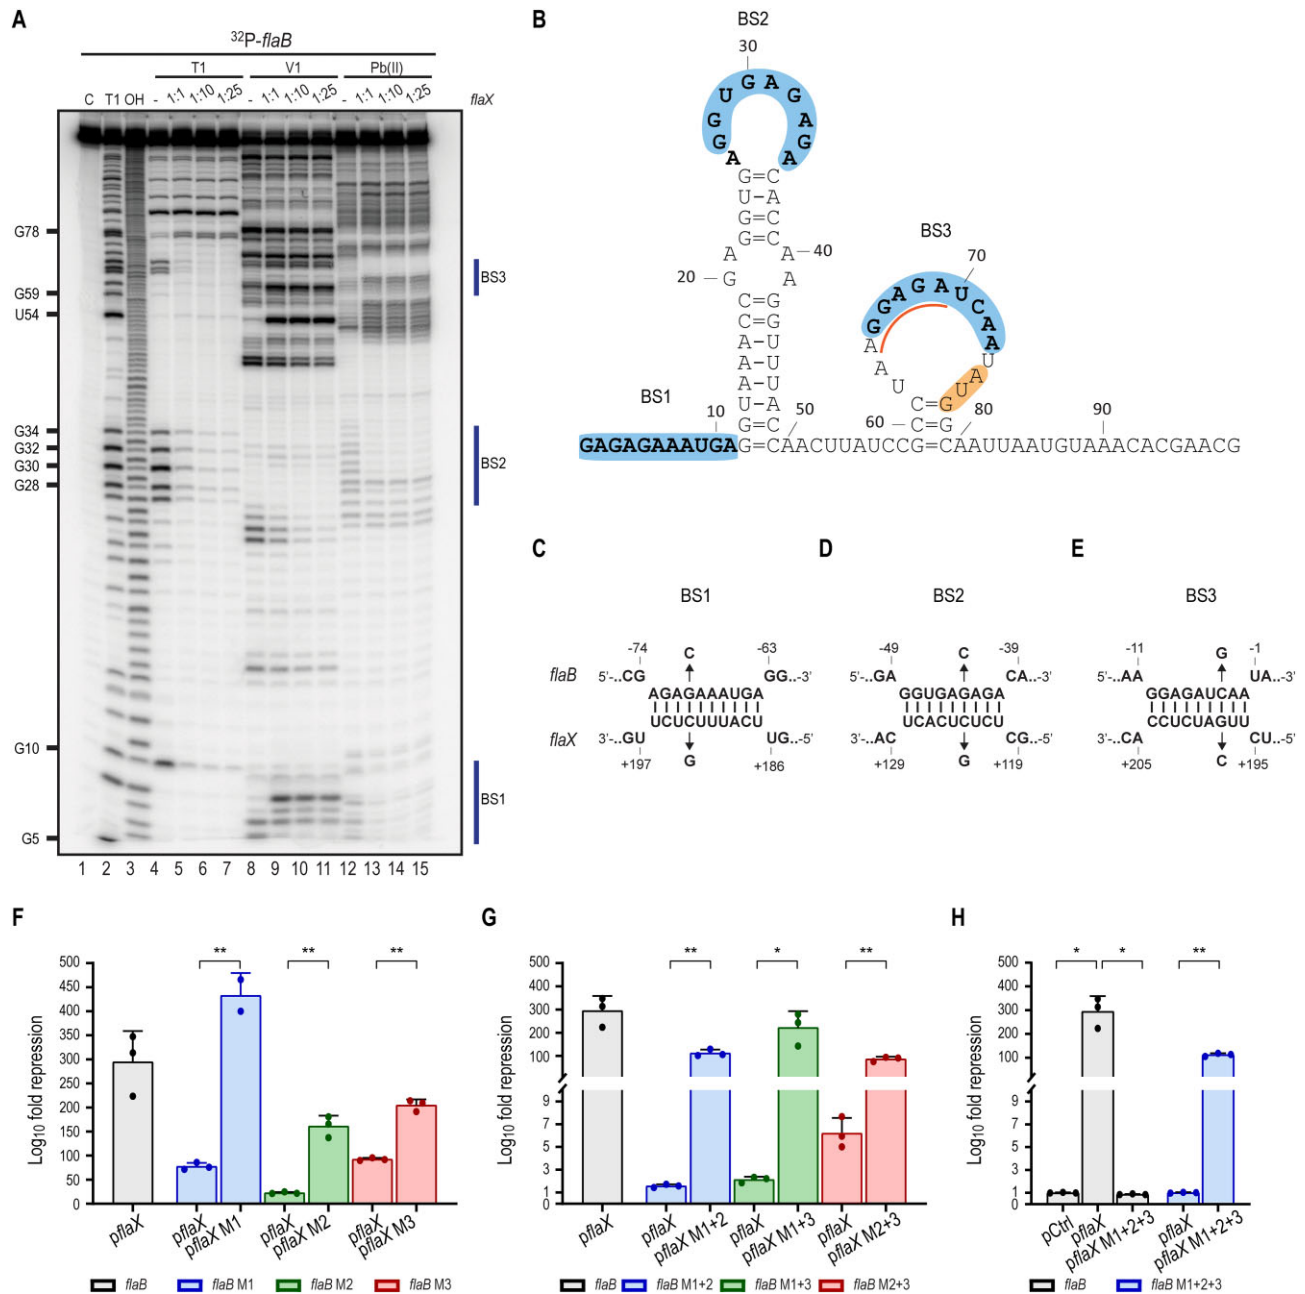 A
³²P-flaB
T1 V1 Pb(II)
C T1 OH - 1:1 1:10 1:25 - 1:1 1:10 1:25 - 1:1 1:10 1:25 flaX
G78
G59
U54
G34
G32
G30
G28
G10
G5
BS3
BS2
BS1
1 2 3 4 5 6 7 8 9 10 11 12 13 14 15
B
BS2
30
A G G U G A G A G A
G=C
U-A
G=C
G=C
A A 40
20 G A
C=G
C=G
A-U
A-U
A-U
U-A
G=C
BS3
70
A A G G A G A U C A A U
U A
C=G U A
60 C=G
BS1
10 50 80 90
GAGAGAAAUGAG=CAACUUAUCCG=CAAUUAAUGUAAACACGAACG
C
BS1
-74 C -63
flaB 5'-..CG GG..-3'
AGAGAAAUGA
UCUCUUUACU
flaX 3'-..GU UG..-5'
+197 G +186
D
BS2
-49 C -39
5'-..GA CA..-3'
GGUGAGAGA
UCACUCUCU
3'-..AC CG..-5'
+129 G +119
E
BS3
-11 G -1
5'-..AA UA..-3'
GGAGAUCAA
CCUCUAGUU
3'-..CA CU..-5'
+205 C +195
F
Log₁₀ fold repression
500
450
400
350
300
250
200
150
100
50
0
** ** **
pflaX pflaX pflaX M1 pflaX pflaX M2 pflaX pflaX M3
flaB flaB M1 flaB M2 flaB M3
G
Log₁₀ fold repression
500
400
300
200
100
9
7
5
3
1
0
** * **
pflaX pflaX pflaX M1+2 pflaX pflaX M1+3 pflaX pflaX M2+3
flaB flaB M1+2 flaB M1+3 flaB M2+3
H
Log₁₀ fold repression
500
400
300
200
100
9
7
5
3
1
0
* * **
pCtrl pflaX pflaX M1+2+3 pflaX pflaX M1+2+3
flaB flaB M1+2+3